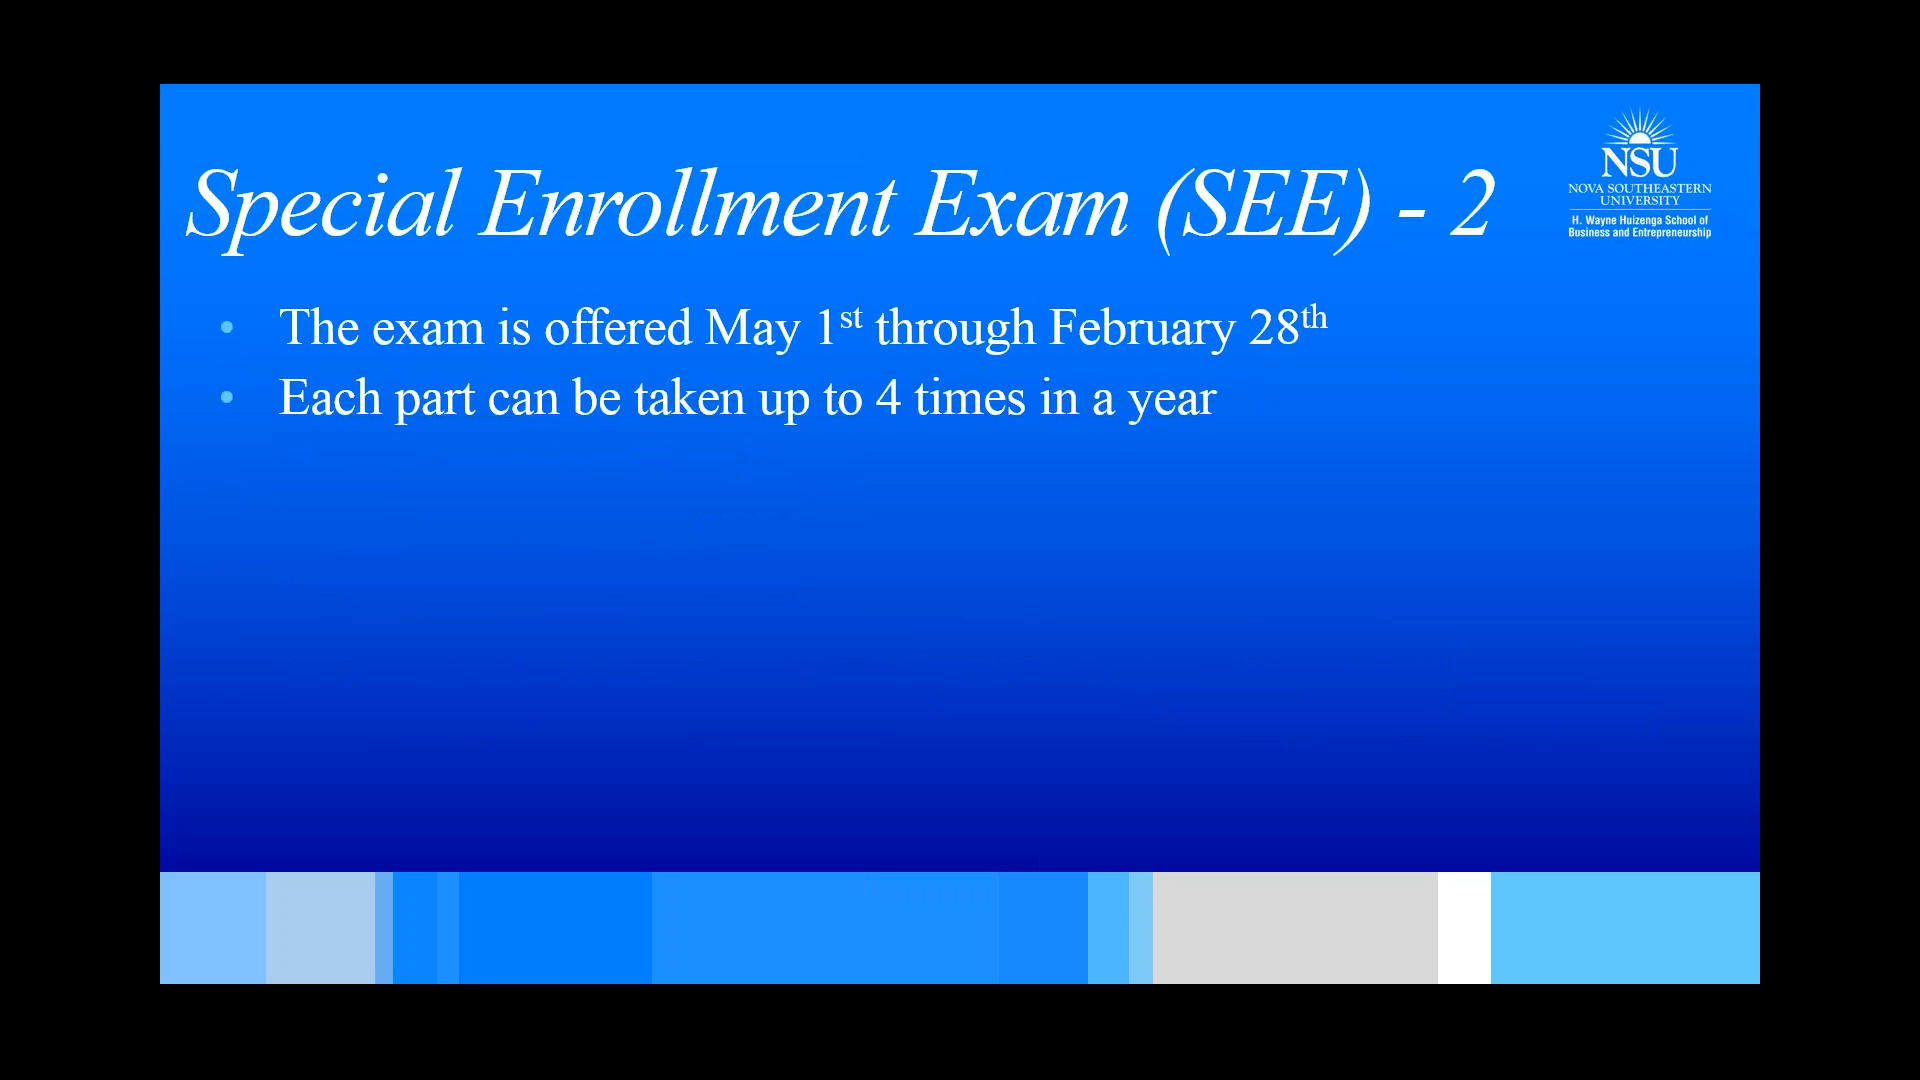 Special Enrollment Exam (SEE) - 2
NSU
NOVA SOUTHEASTERN
UNIVERSITY
H. Wayne Huizenga School of
Business and Entrepreneurship
• The exam is offered May 1st through February 28th
• Each part can be taken up to 4 times in a year